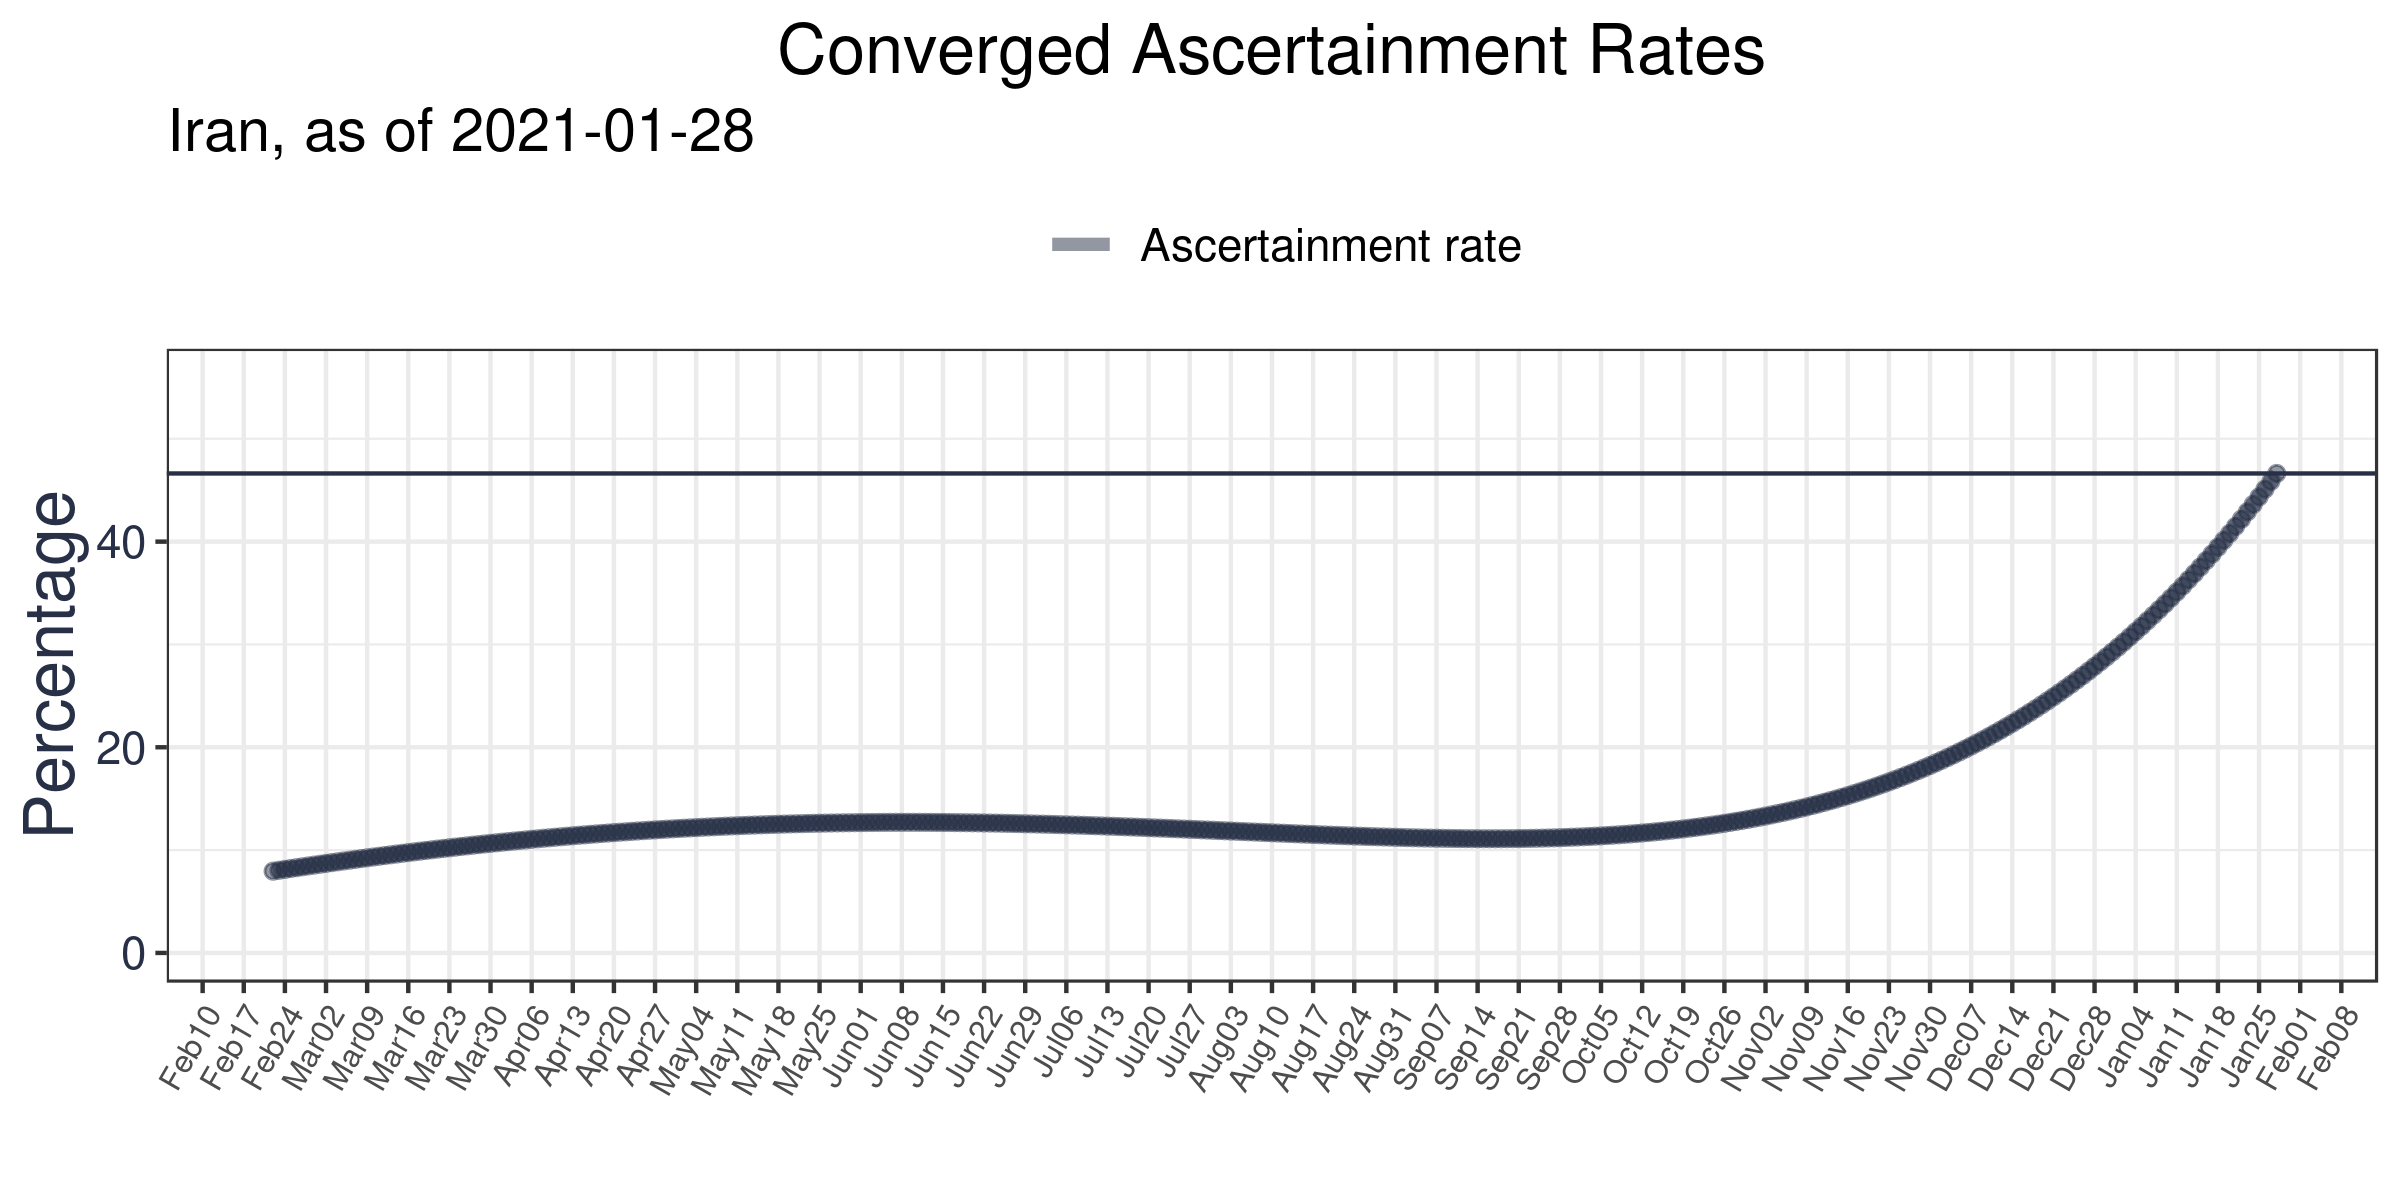 Converged Ascertainment Rates
Iran, as of 2021-01-28
Ascertainment rate
Percentage
40
20
0
Feb10
Feb17
Feb24
Mar02
Mar09
Mar16
Mar23
Mar30
Apr06
Apr13
Apr20
Apr27
May04
May11
May18
May25
Jun01
Jun08
Jun15
Jun22
Jun29
Jul06
Jul13
Jul20
Jul27
Aug03
Aug10
Aug17
Aug24
Aug31
Sep07
Sep14
Sep21
Sep28
Oct05
Oct12
Oct19
Oct26
Nov02
Nov09
Nov16
Nov23
Nov30
Dec07
Dec14
Dec21
Dec28
Dec28
Jan04
Jan11
Jan18
Jan25
Feb01
Feb08